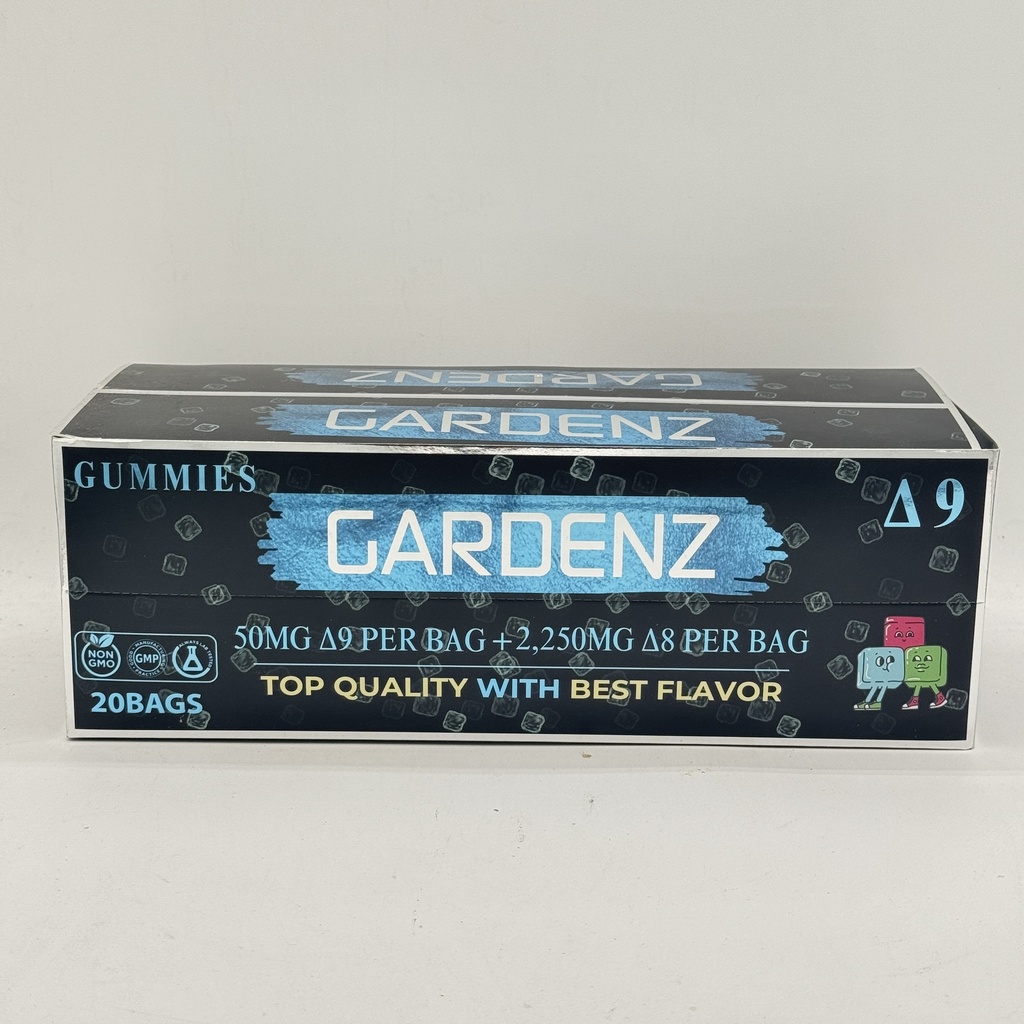 GARDENZ
GARDENZ
GUMMIES
GARDENZ
Δ9
50MG Δ9 PER BAG + 2,250MG Δ8 PER BAG
NON
GMO
GMP
TOP QUALITY WITH BEST FLAVOR
20BAGS